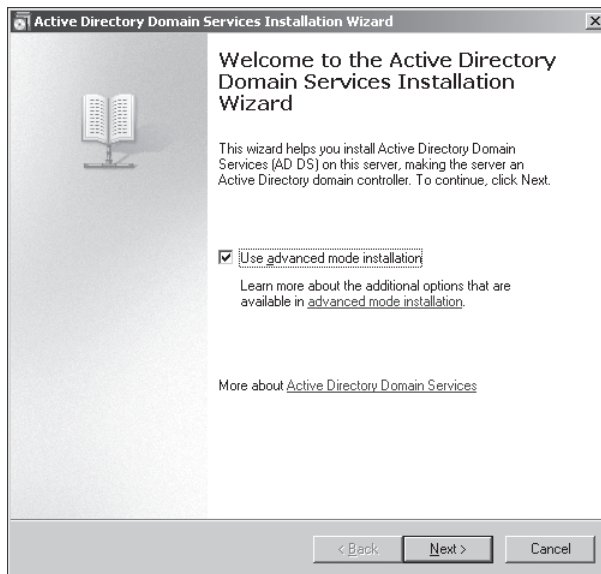 Active Directory Domain Services Installation Wizard
Welcome to the Active Directory
Domain Services Installation
Wizard
This wizard helps you install Active Directory Domain
Services (AD DS) on this server, making the server an
Active Directory domain controller. To continue, click Next.
Use advanced mode installation
Learn more about the additional options that are
available in advanced mode installation.
More about Active Directory Domain Services
< Back Next > Cancel